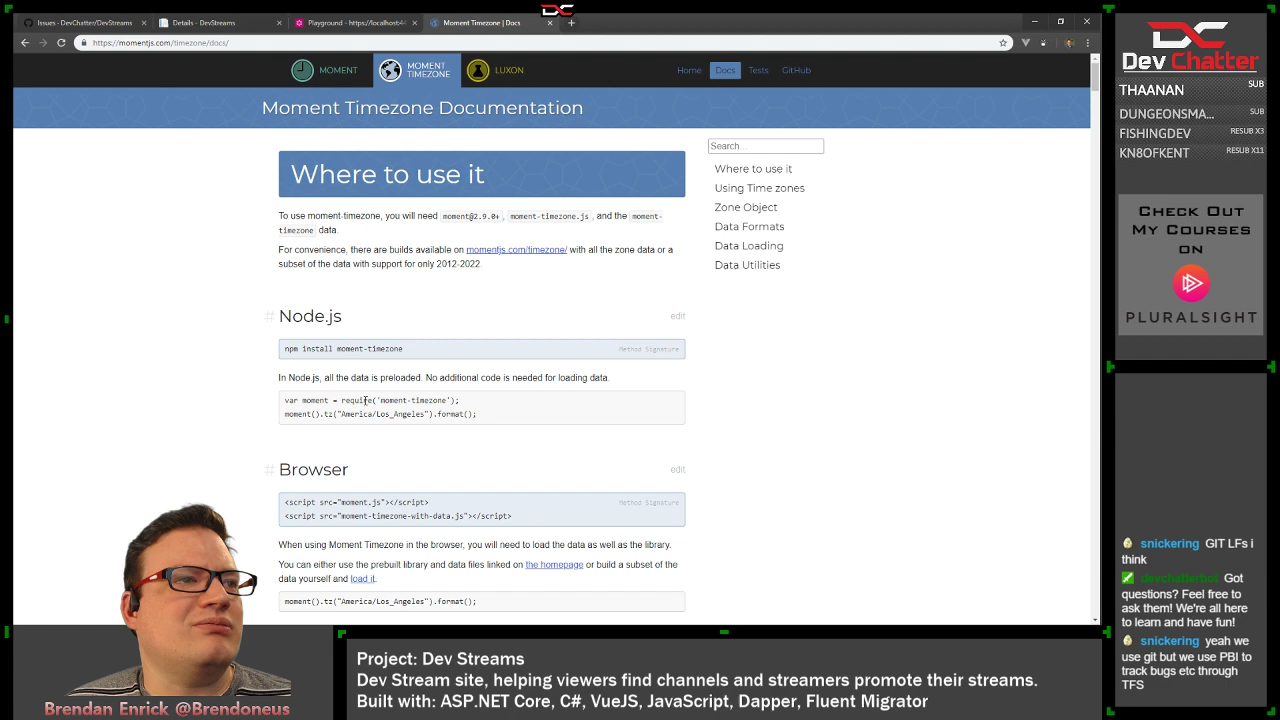 Issues - DevChatter/DevStreams
Details - DevStreams
Playground - https://localhost:44
Moment Timezone | Docs
https://momentjs.com/timezone/docs/
MOMENT
MOMENT
TIMEZONE
LUXON
Home
Docs
Tests
GitHub
Moment Timezone Documentation
Where to use it
To use moment-timezone, you will need moment@2.9.0+, moment-timezone.js, and the moment-
timezone data.
For convenience, there are builds available on momentjs.com/timezone/ with all the zone data or a
subset of the data with support for only 2012-2022.
# Node.js
edit
npm install moment-timezone
Method Signature
In Node.js, all the data is preloaded. No additional code is needed for loading data.
var moment = require('moment-timezone');
moment().tz("America/Los_Angeles").format();
# Browser
edit
<script src="moment.js"></script>
Method Signature
<script src="moment-timezone-with-data.js"></script>
When using Moment Timezone in the browser, you will need to load the data as well as the library.
You can either use the prebuilt library and data files linked on the homepage or build a subset of the
data yourself and load it.
moment().tz("America/Los_Angeles").format();
Search...
Where to use it
Using Time zones
Zone Object
Data Formats
Data Loading
Data Utilities
Dev Chatter
THAANAN SUB
DUNGEONSMA... SUB
FISHINGDEV RESUB X3
KN8OFKENT RESUB X11
CHECK OUT
MY COURSES
ON
PLURALSIGHT
snickering GIT LFs i
think
devchatterbot Got
questions? Feel free to
ask them! We're all here
to learn and have fun!
snickering yeah we
use git but we use PBI to
track bugs etc through
TFS
Brendan Enrick @Brendoneus
Project: Dev Streams
Dev Stream site, helping viewers find channels and streamers promote their streams.
Built with: ASP.NET Core, C#, VueJS, JavaScript, Dapper, Fluent Migrator